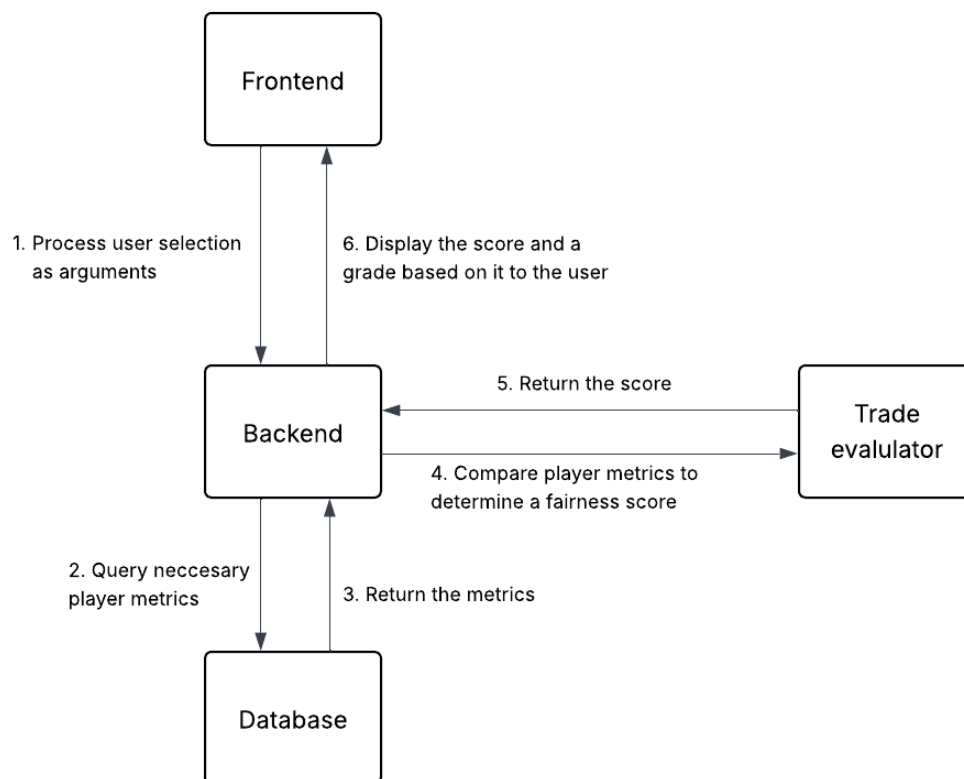 Frontend
1. Process user selection
as arguments
6. Display the score and a
grade based on it to the user
5. Return the score
Backend
Trade
evalulator
4. Compare player metrics to
determine a fairness score
2. Query neccesary
player metrics
3. Return the metrics
Database